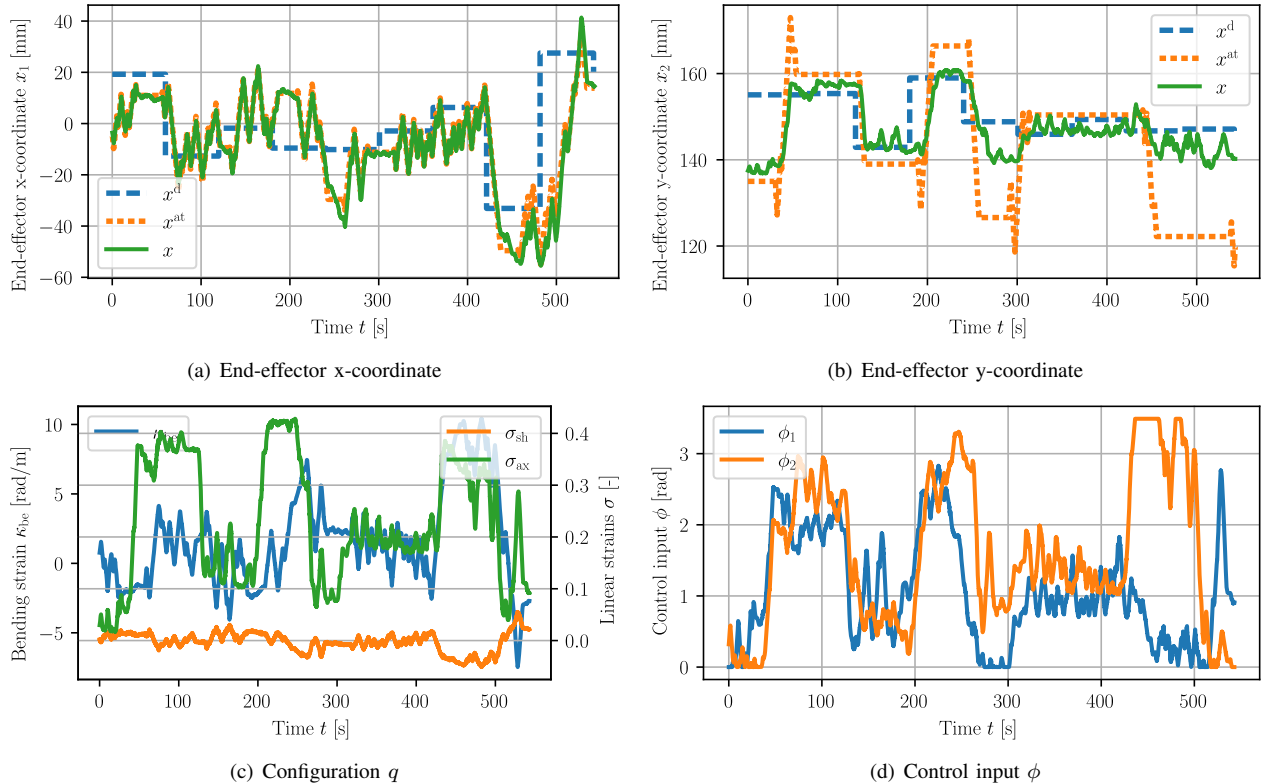 40
20
0
−20
−40
−60
0
100
200
300
400
500
End-effector x-coordinate x₁ [mm]
Time t [s]
x^d
x^at
x
(a) End-effector x-coordinate
160
140
120
0
100
200
300
400
500
End-effector y-coordinate x₂ [mm]
Time t [s]
x^d
x^at
x
(b) End-effector y-coordinate
10
5
0
−5
0
100
200
300
400
500
Bending strain κ_be [rad/m]
0.4
0.3
0.2
0.1
0.0
Linear strains σ [-]
Time t [s]
σ_sh
σ_ax
(c) Configuration q
3
2
1
0
0
100
200
300
400
500
Control input ϕ [rad]
Time t [s]
ϕ₁
ϕ₂
(d) Control input ϕ